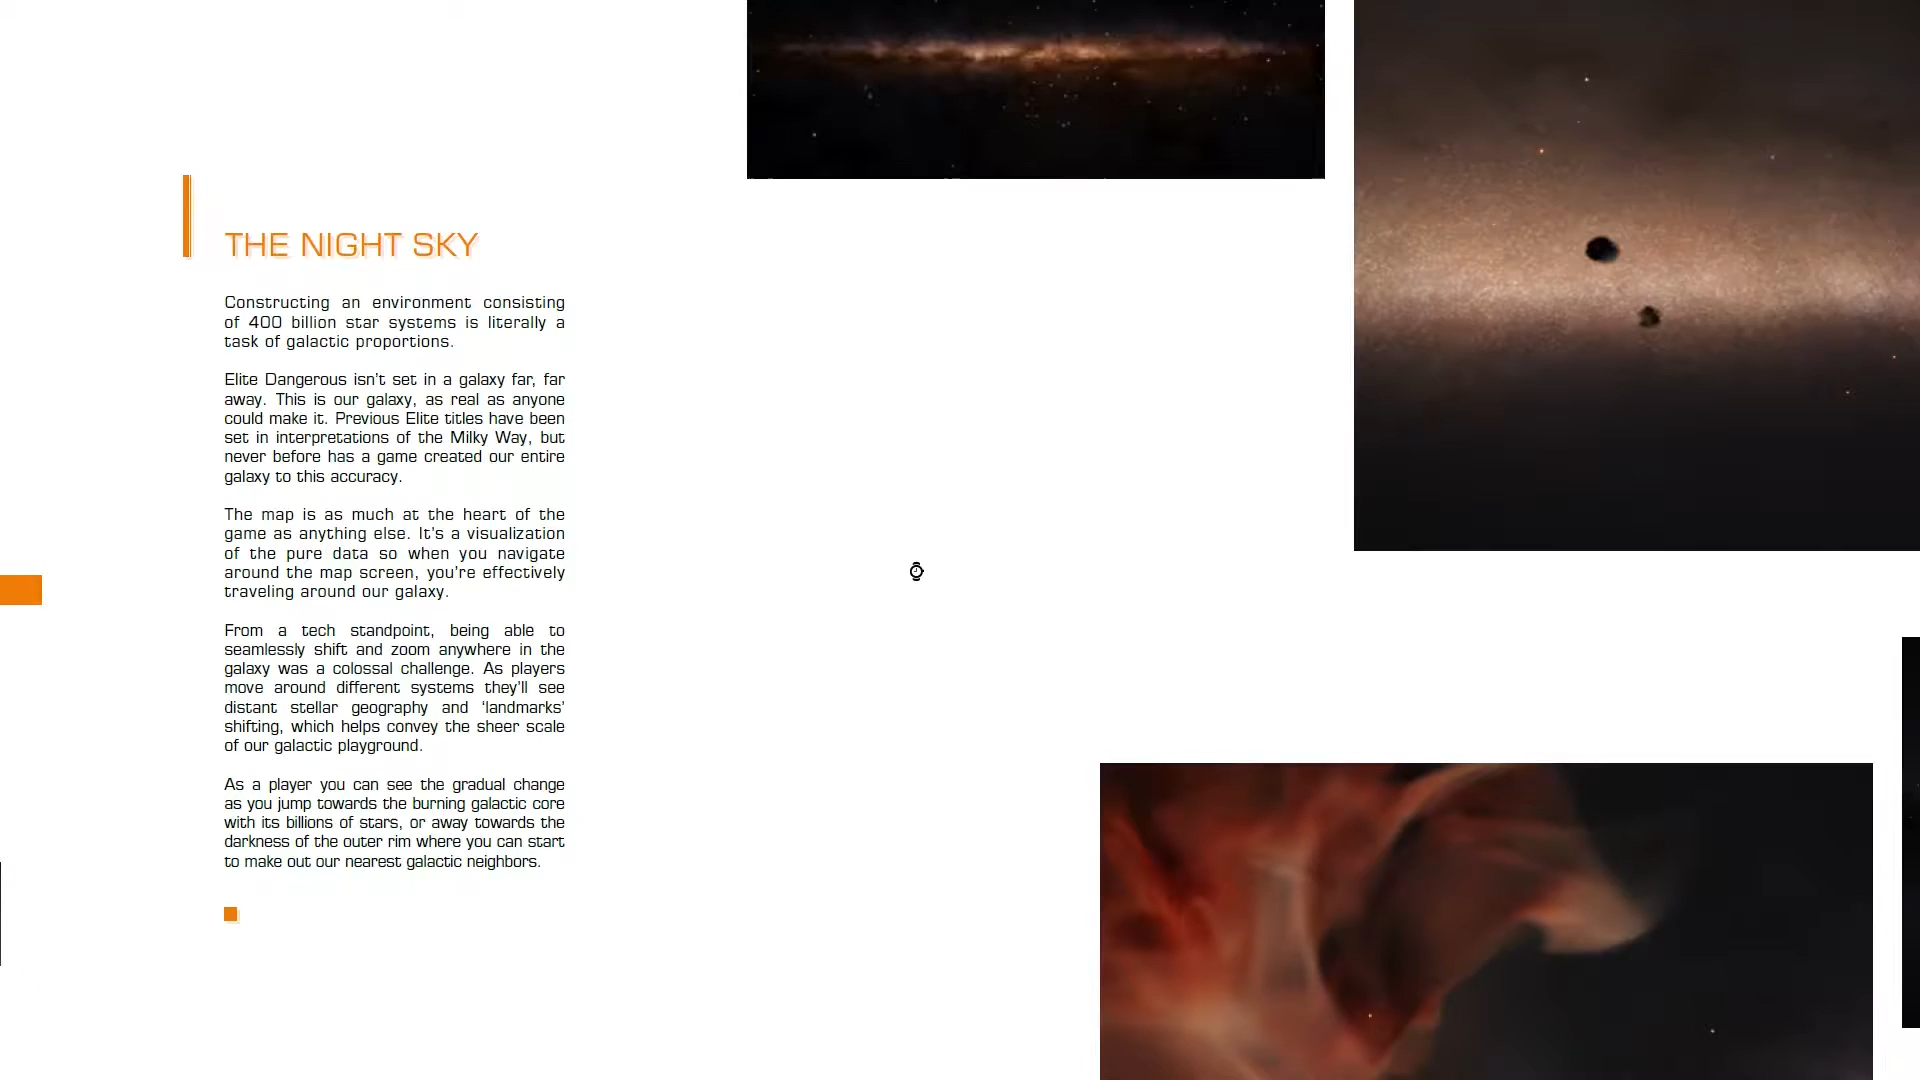 THE NIGHT SKY
Constructing an environment consisting
of 400 billion star systems is literally a
task of galactic proportions.
Elite Dangerous isn't set in a galaxy far, far
away. This is our galaxy, as real as anyone
could make it. Previous Elite titles have been
set in interpretations of the Milky Way, but
never before has a game created our entire
galaxy to this accuracy.
The map is as much at the heart of the
game as anything else. It's a visualization
of the pure data so when you navigate
around the map screen, you're effectively
traveling around our galaxy.
From a tech standpoint, being able to
seamlessly shift and zoom anywhere in the
galaxy was a colossal challenge. As players
move around different systems they'll see
distant stellar geography and ‘landmarks’
shifting, which helps convey the sheer scale
of our galactic playground.
As a player you can see the gradual change
as you jump towards the burning galactic core
with its billions of stars, or away towards the
darkness of the outer rim where you can start
to make out our nearest galactic neighbors.